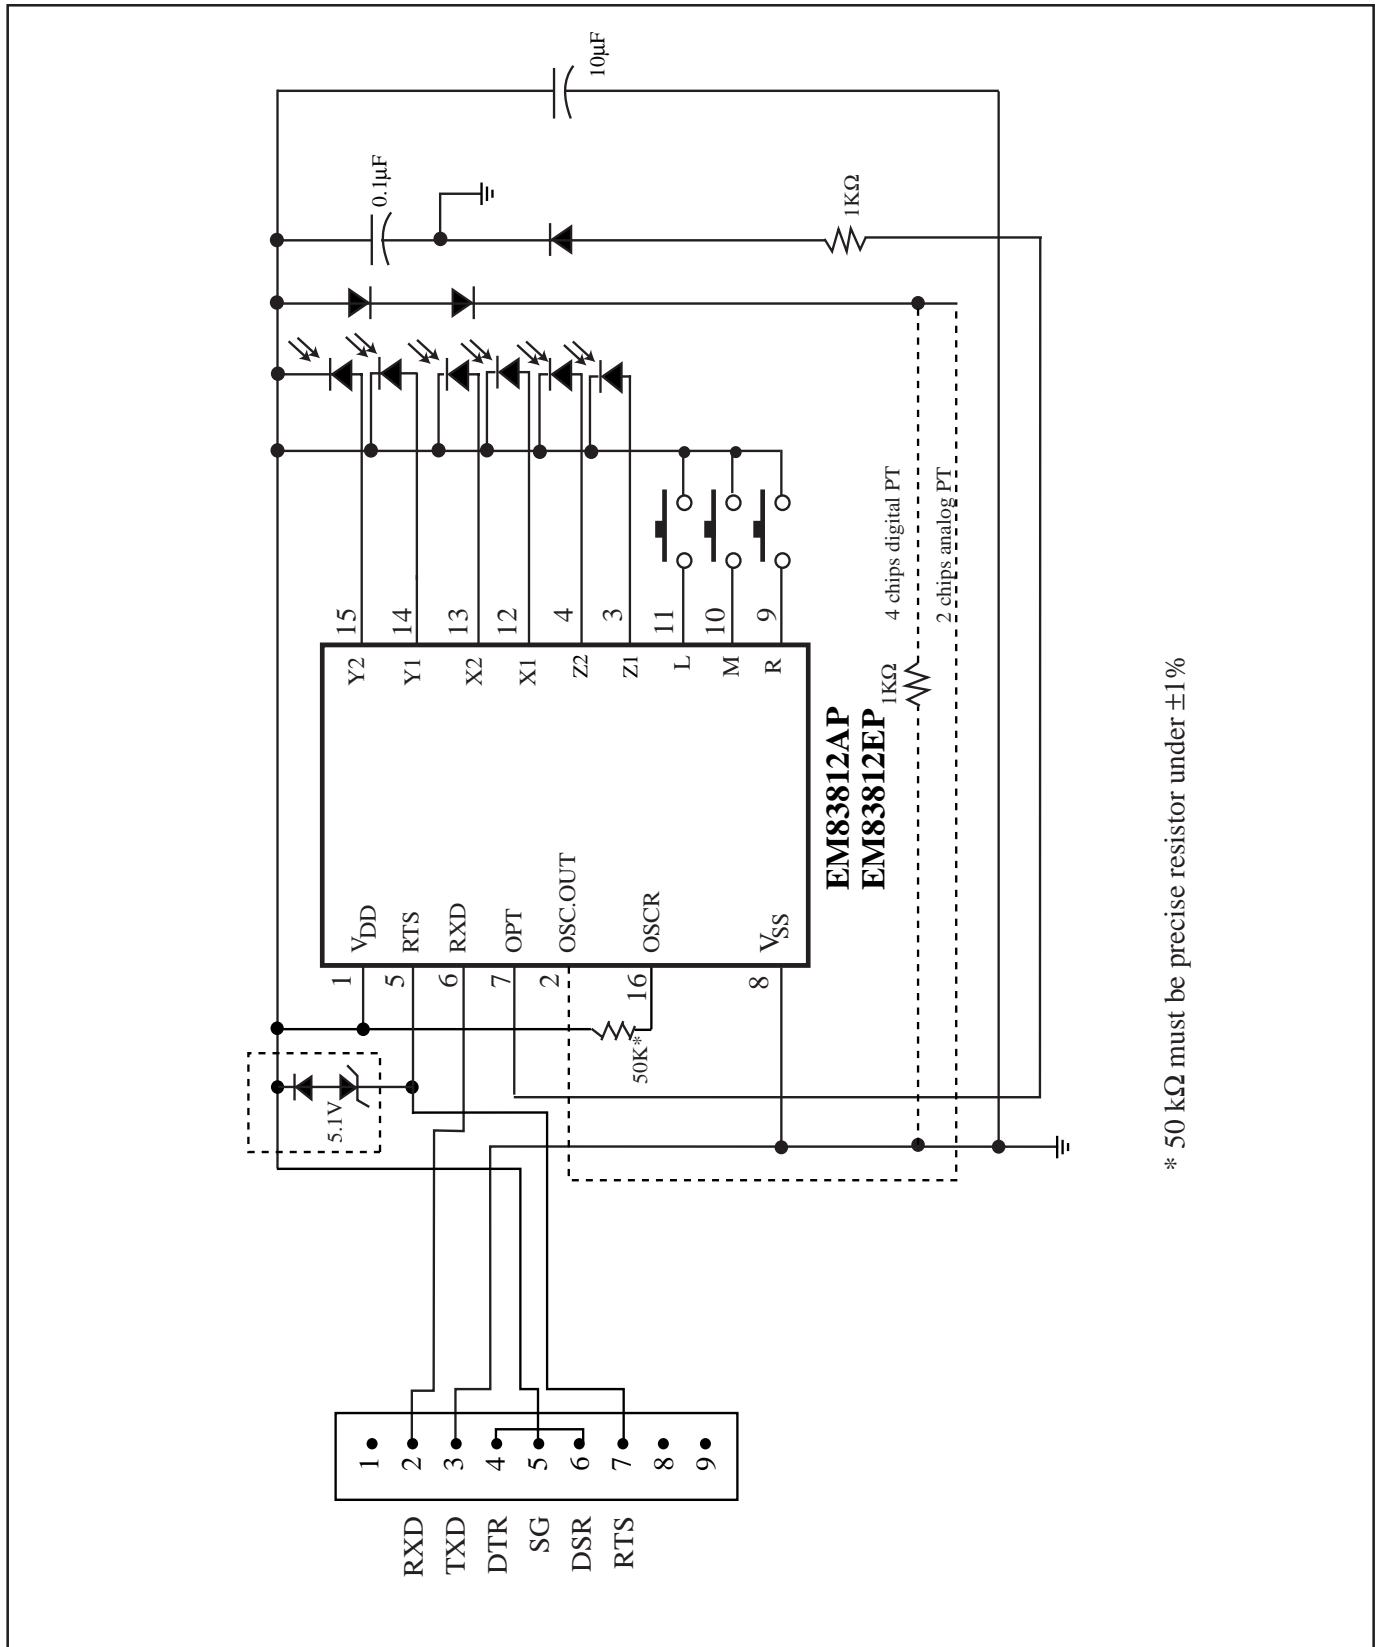 10µF
0.1µF
1KΩ
15 14 13 12 4 3 11 10 9
Y2 Y1 X2 X1 Z2 Z1 L M R
4 chips digital PT
2 chips analog PT
1KΩ
EM83812AP
EM83812EP
VDD RTS RXD OPT OSC.OUT OSCR VSS
1 5 6 7 2 16 8
50K*
5.1V
1 2 3 4 5 6 7 8 9
RXD TXD DTR SG DSR RTS
* 50 kΩ must be precise resistor under ±1%